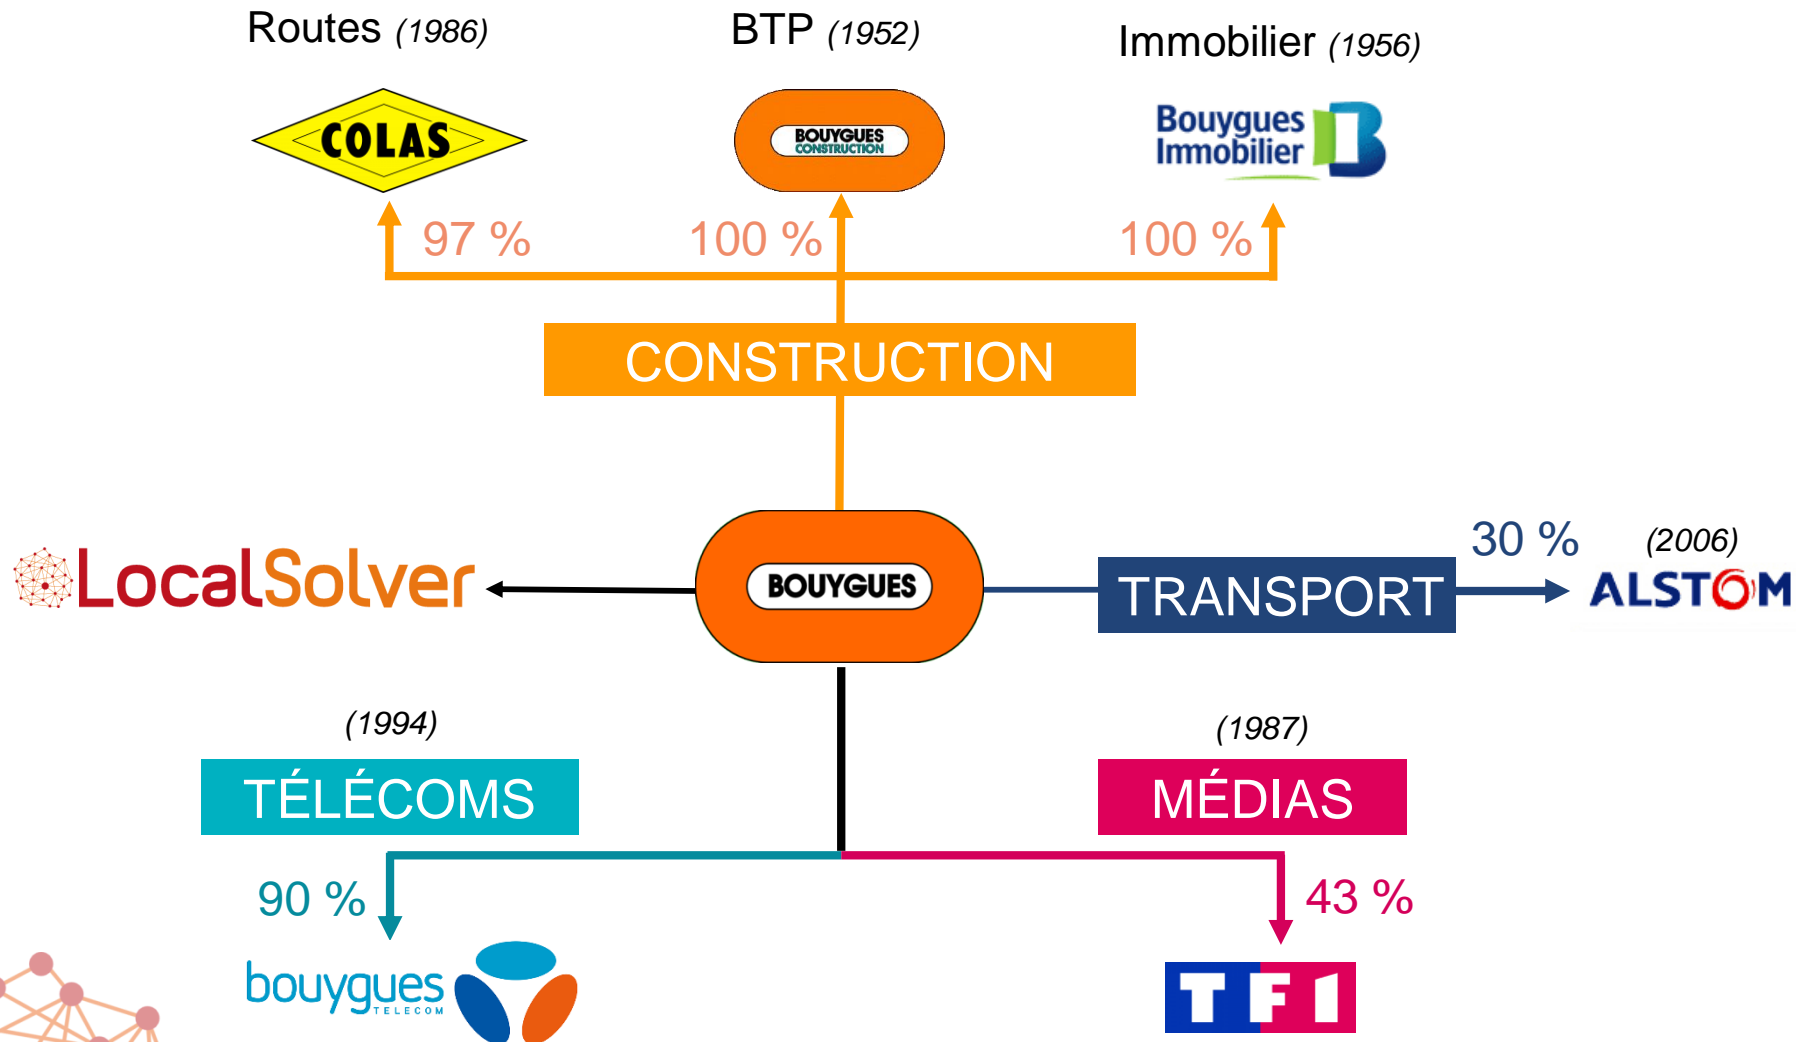 Routes (1986)
BTP (1952)
Immobilier (1956)
COLAS
BOUYGUES
CONSTRUCTION
Bouygues
Immobilier
97 %
100 %
100 %
CONSTRUCTION
LocalSolver
BOUYGUES
TRANSPORT
30 %
(2006)
ALSTOM
(1994)
TÉLÉCOMS
(1987)
MÉDIAS
90 %
43 %
bouygues
TELECOM
TF1